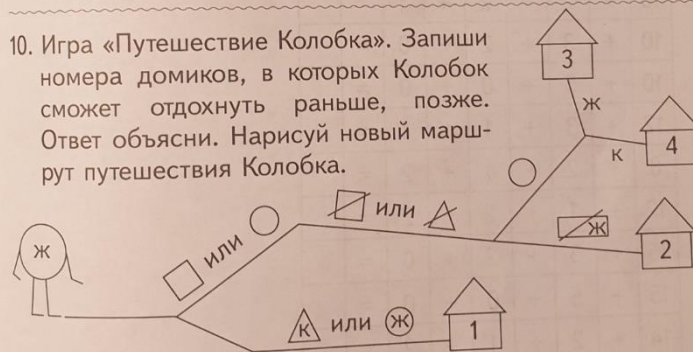 10. Игра «Путешествие Колобка». Запиши
номера домиков, в которых Колобок
сможет отдохнуть раньше, позже.
Ответ объясни. Нарисуй новый марш-
рут путешествия Колобка.
3
ж
4
к
или
ж
2
ж
или
к или ж
1